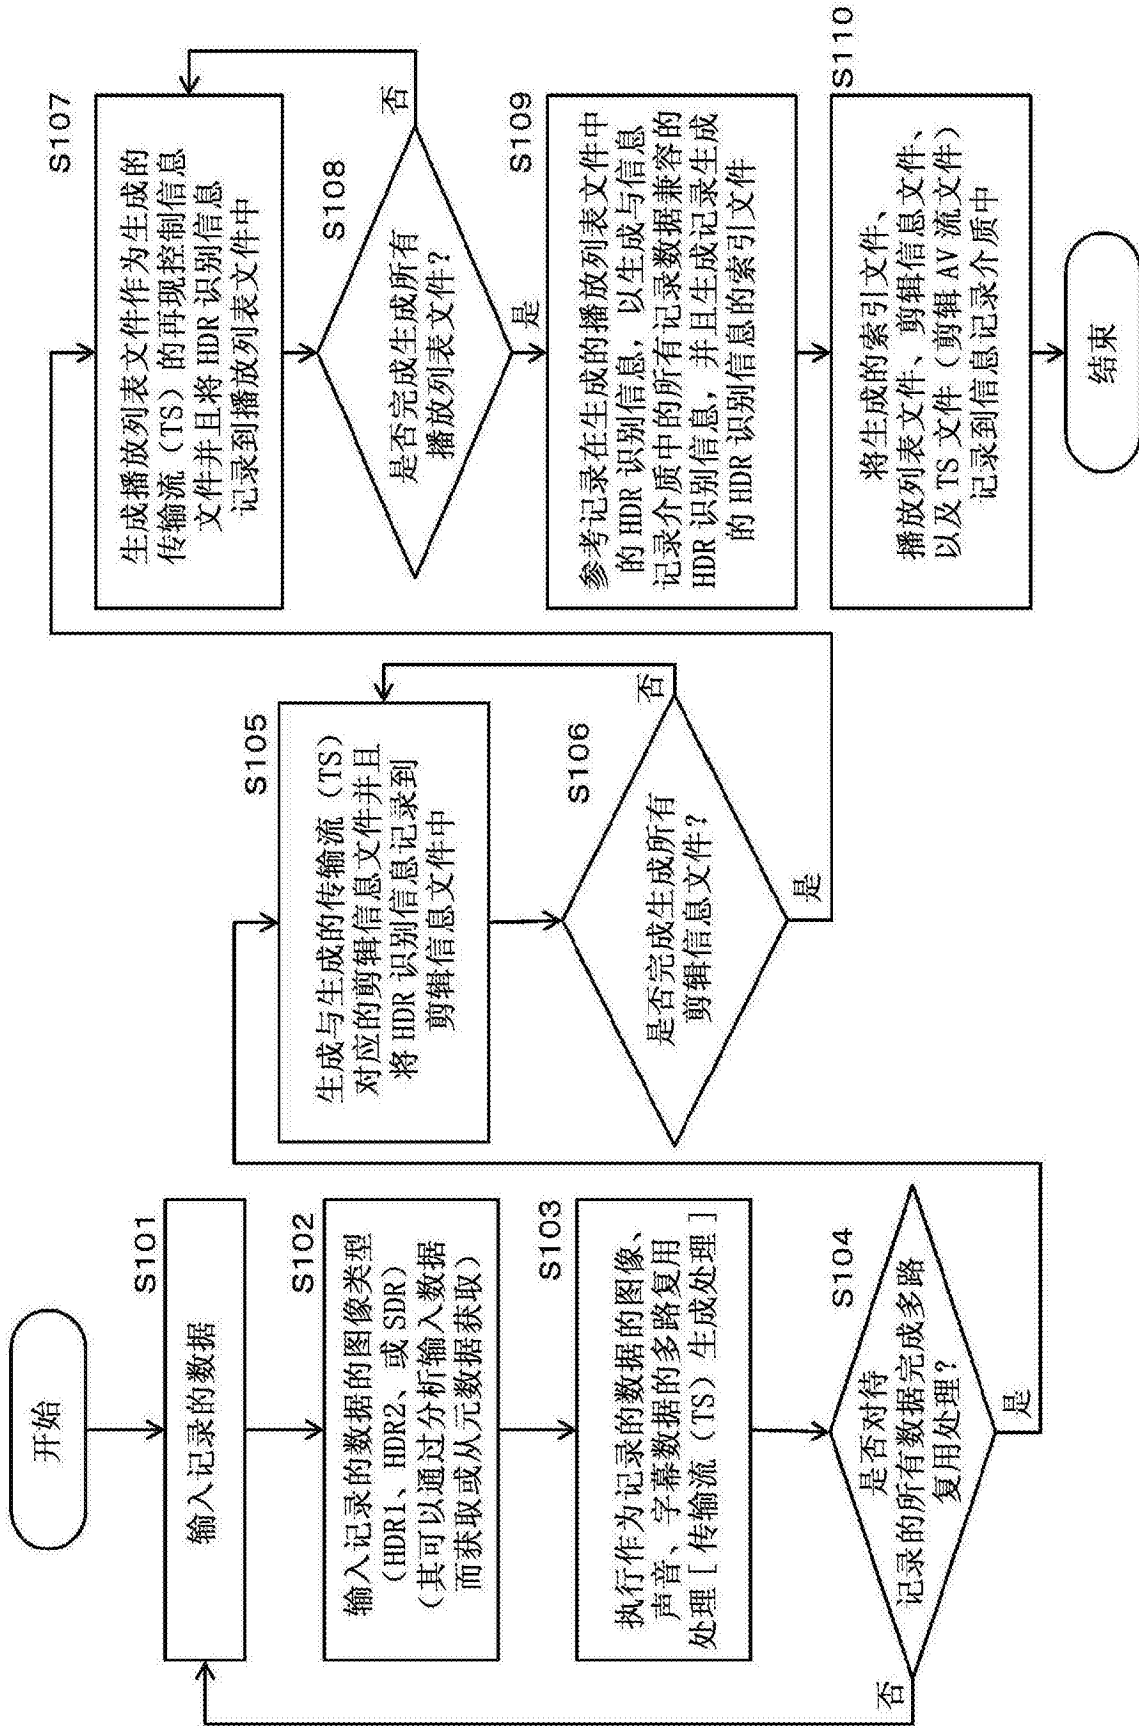 开始
S101
输入记录的数据
S102
输入记录的数据的图像类型
（HDR1、HDR2、或 SDR）
（其可以通过分析输入数据
而获取或从元数据获取）
S103
执行作为记录的数据的图像、
声音、字幕数据的多路复用
处理 [ 传输流（TS）生成处理 ]
S104
是否对待
记录的所有数据完成多路
复用处理？
否
是
S105
生成与生成的传输流（TS）
对应的剪辑信息文件并且
将 HDR 识别信息记录到
剪辑信息文件中
S106
是否完成生成所有
剪辑信息文件？
否
是
S107
生成播放列表文件作为生成的
传输流（TS）的再现控制信息
文件并且将 HDR 识别信息
记录到播放列表文件中
S108
是否完成生成所有
播放列表文件？
否
是
S109
参考记录在生成的播放列表文件中
的 HDR 识别信息，以生成与信息
记录介质中的所有记录数据兼容的
HDR 识别信息，并且生成记录生成
的 HDR 识别信息的索引文件
S110
将生成的索引文件、
播放列表文件、剪辑信息文件、
以及 TS 文件（剪辑 AV 流文件）
记录到信息记录介质中
结束